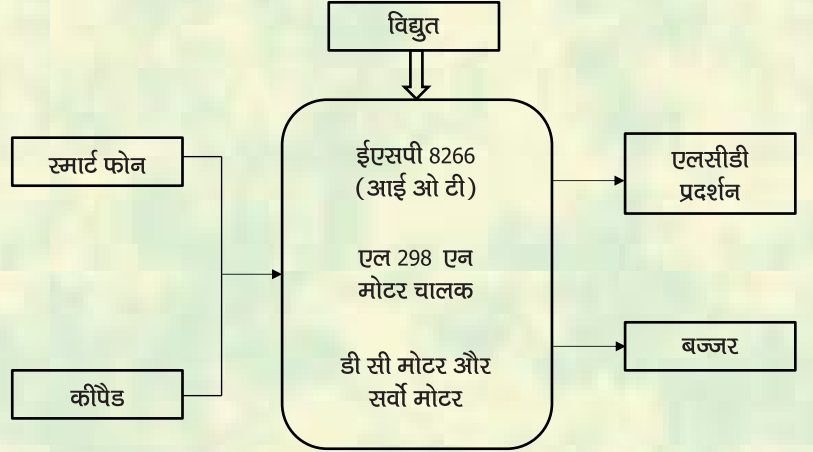 विद्युत
स्मार्ट फोन
कीपैड
ईएसपी 8266
(आई ओ टी)
एल 298 एन
मोटर चालक
डी सी मोटर और
सर्वो मोटर
एलसीडी
प्रदर्शन
बज्जर